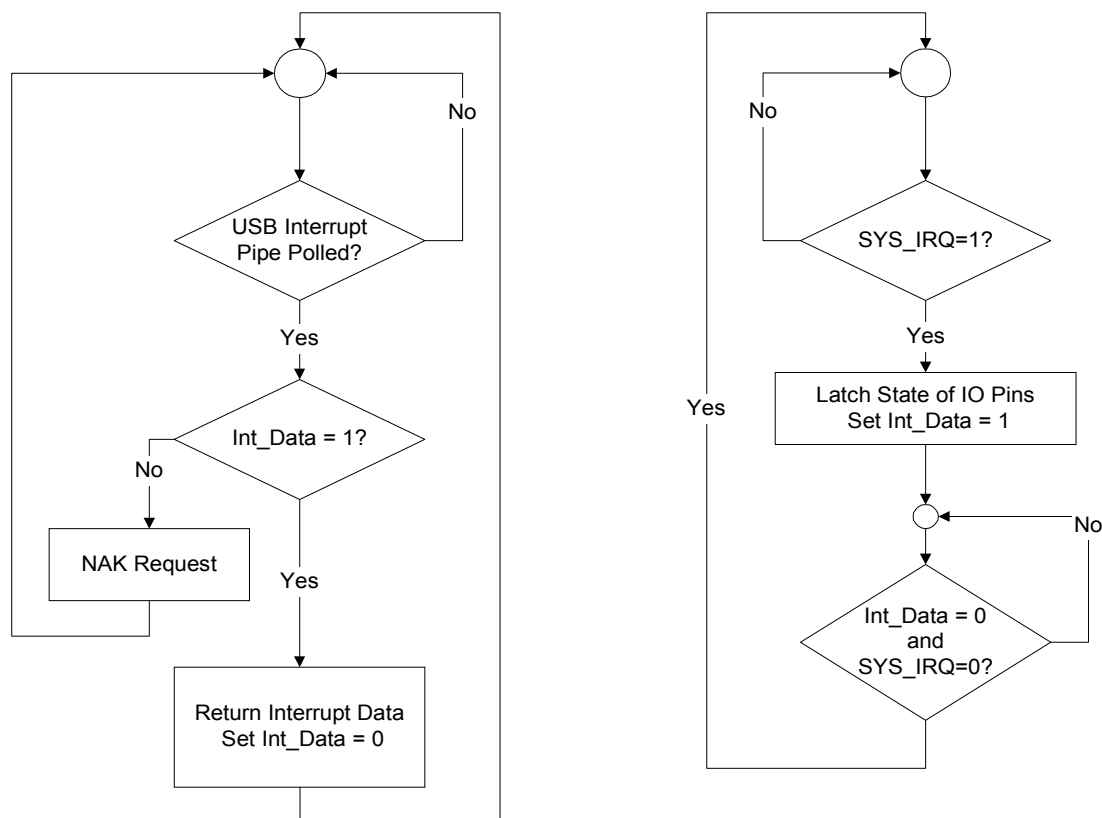 No
USB Interrupt
Pipe Polled?
Yes
Int_Data = 1?
No
NAK Request
Yes
Return Interrupt Data
Set Int_Data = 0
No
SYS_IRQ=1?
Yes
Latch State of IO Pins
Set Int_Data = 1
Yes
No
Int_Data = 0
and
SYS_IRQ=0?